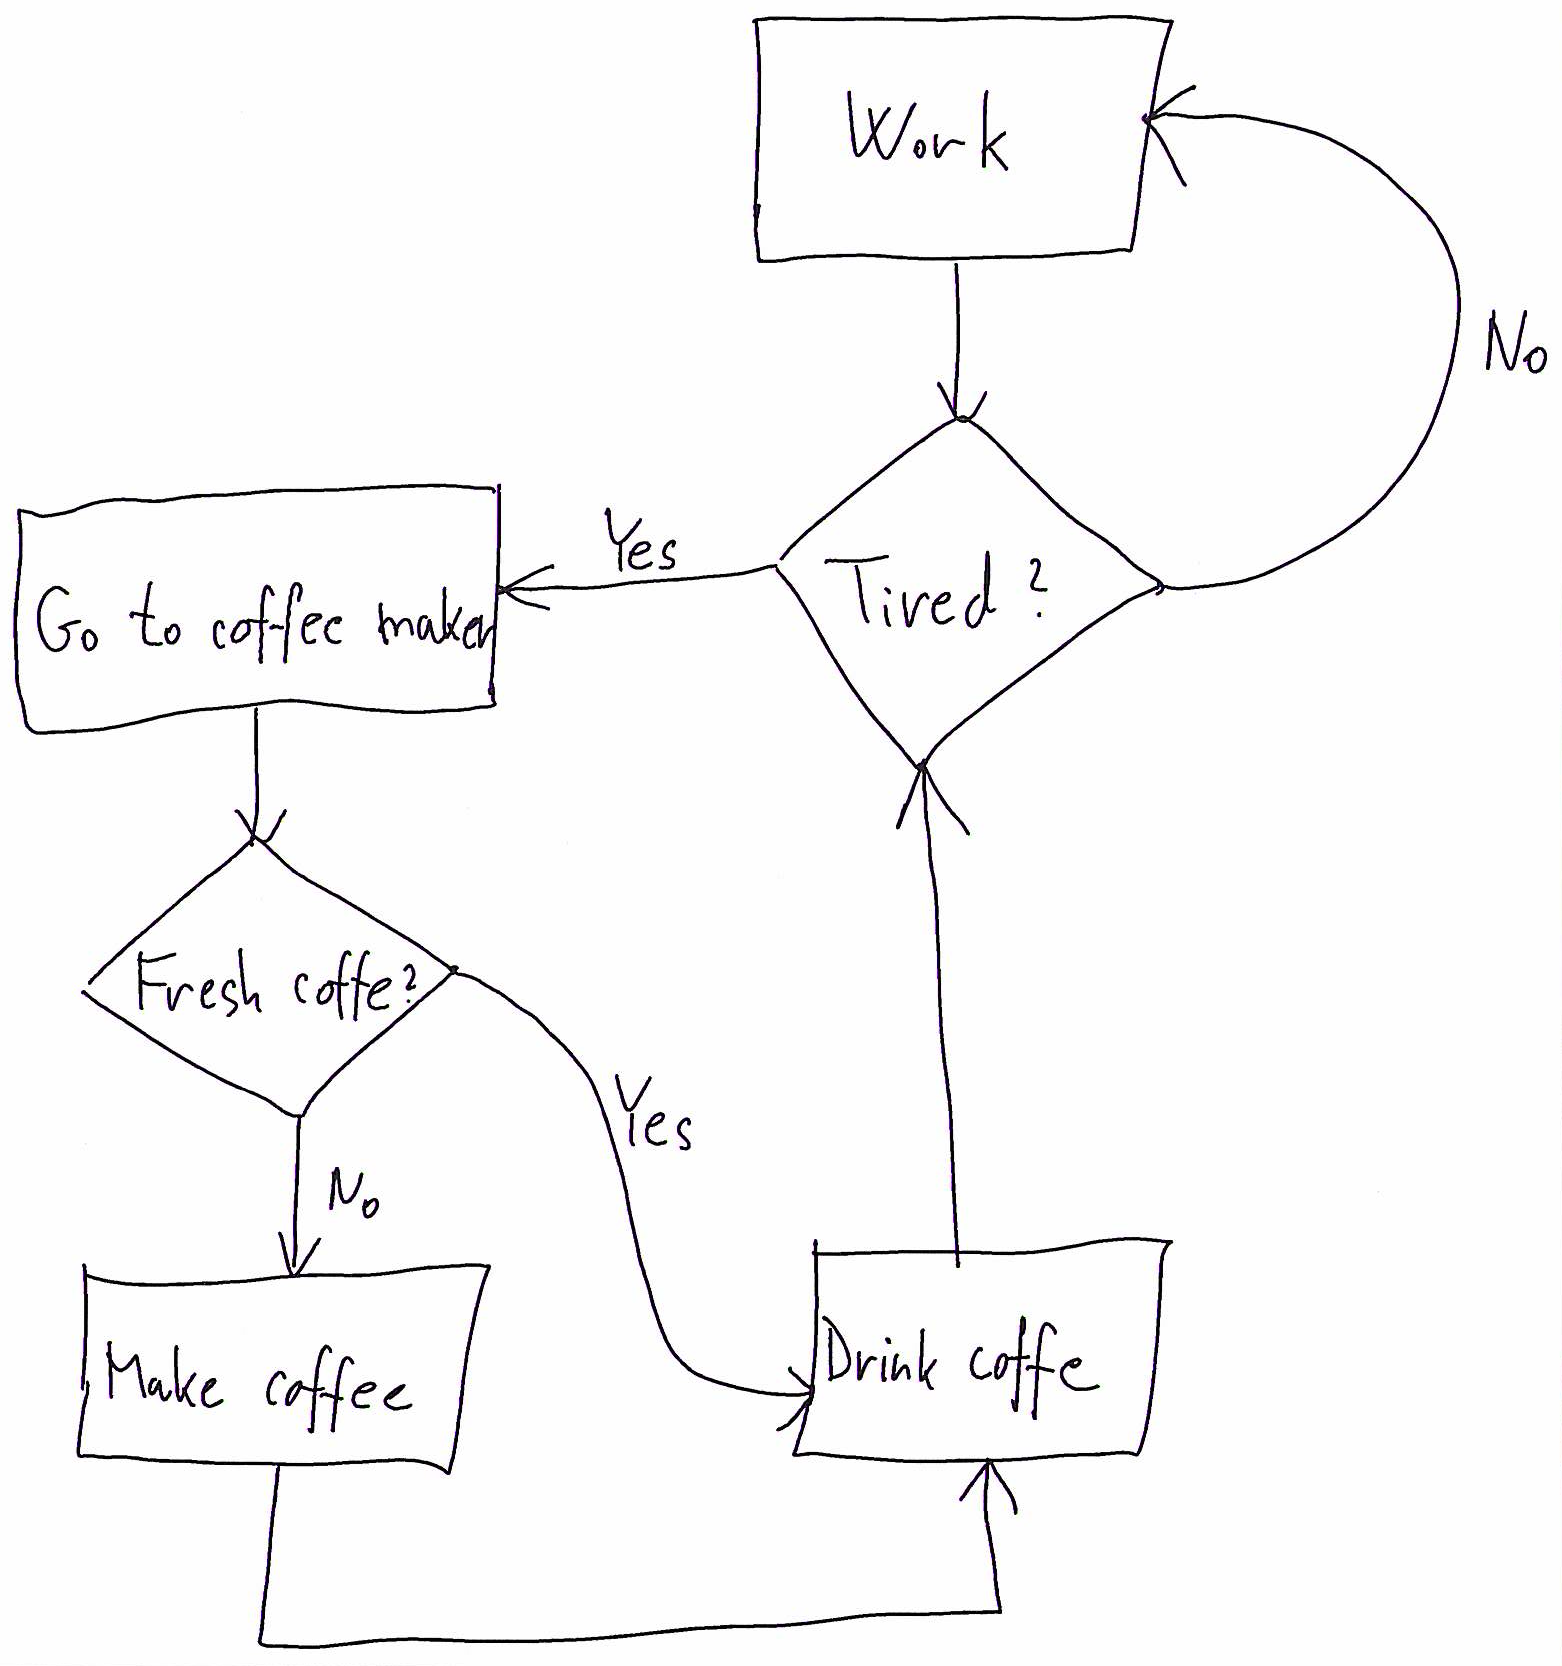 Work
No
Tired?
Yes
Go to coffee maker
Fresh coffe?
Yes
No
Make coffee
Drink coffe